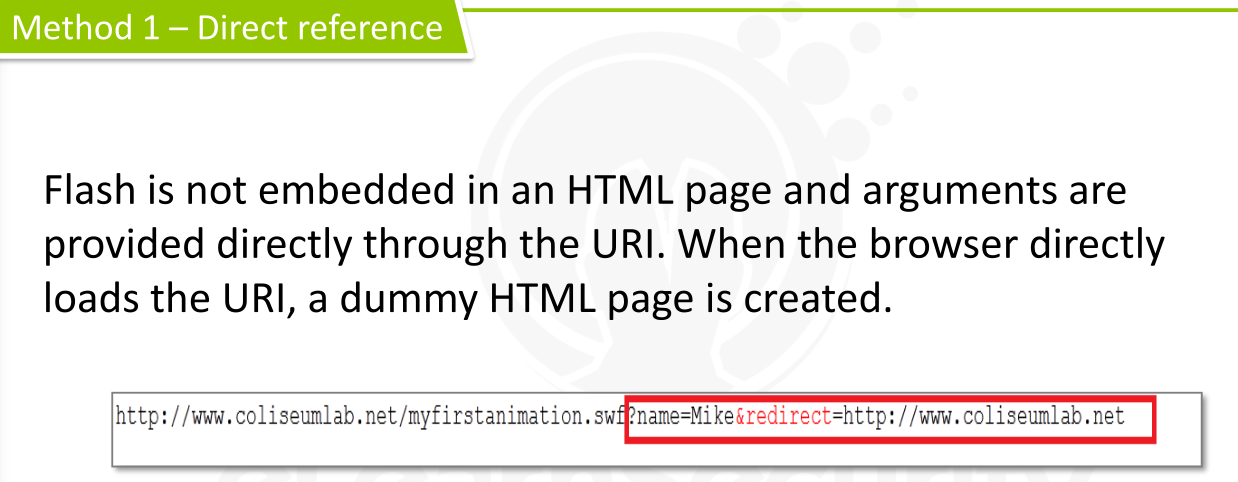 Method 1 – Direct reference
Flash is not embedded in an HTML page and arguments are
provided directly through the URI. When the browser directly
loads the URI, a dummy HTML page is created.
http://www.coliseumlab.net/myfirstanimation.swf?name=Mike&redirect=http://www.coliseumlab.net